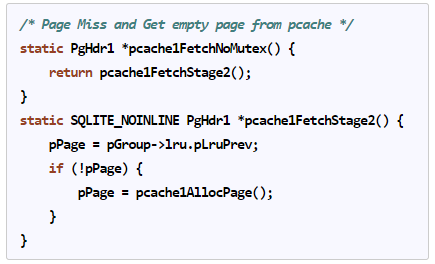 /* Page Miss and Get empty page from pcache */
static PgHdr1 *pcache1FetchNoMutex() {
    return pcache1FetchStage2();
}
static SQLITE_NOINLINE PgHdr1 *pcache1FetchStage2() {
    pPage = pGroup->lru.pLruPrev;
    if (!pPage) {
        pPage = pcache1AllocPage();
    }
}